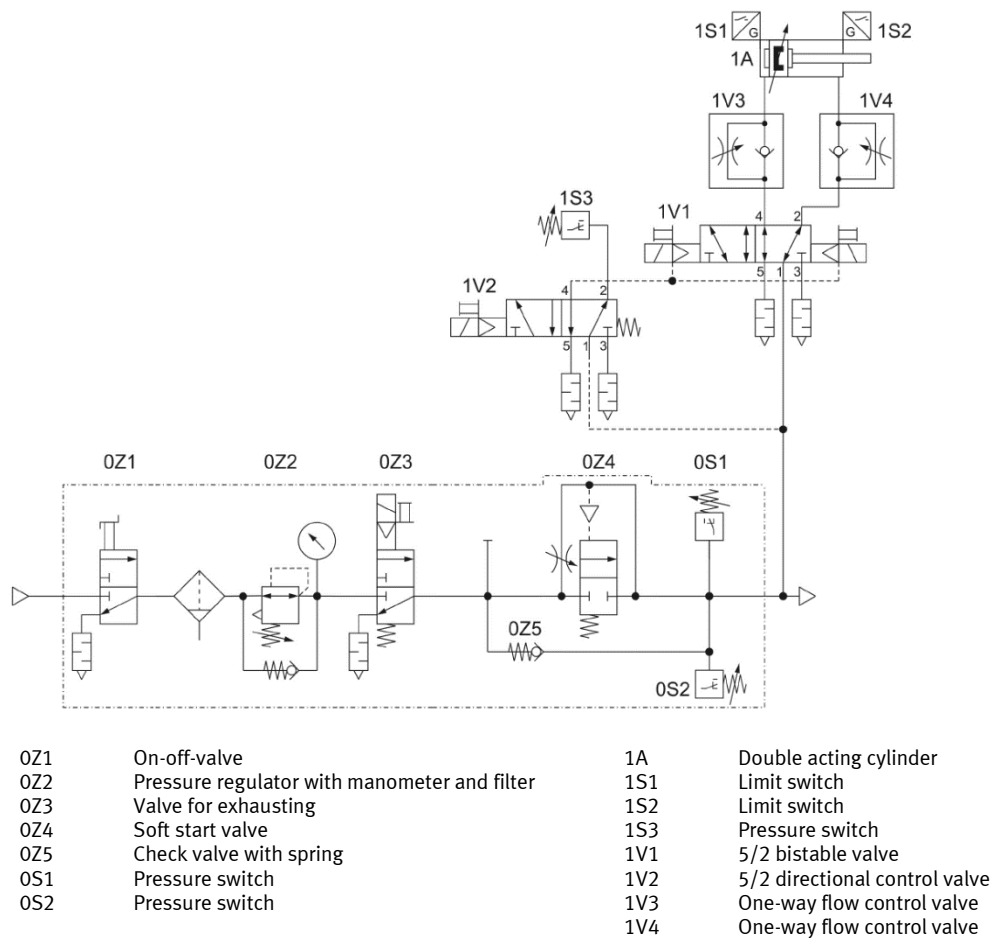 1S1
G
G
1S2
1A
1V3
1V4
1S3
1V1
4
2
5
1
3
1V2
4
2
5
1
3
0Z1
0Z2
0Z3
0Z4
0S1
0Z5
0S2
0Z1 On-off-valve
0Z2 Pressure regulator with manometer and filter
0Z3 Valve for exhausting
0Z4 Soft start valve
0Z5 Check valve with spring
0S1 Pressure switch
0S2 Pressure switch
1A Double acting cylinder
1S1 Limit switch
1S2 Limit switch
1S3 Pressure switch
1V1 5/2 bistable valve
1V2 5/2 directional control valve
1V3 One-way flow control valve
1V4 One-way flow control valve